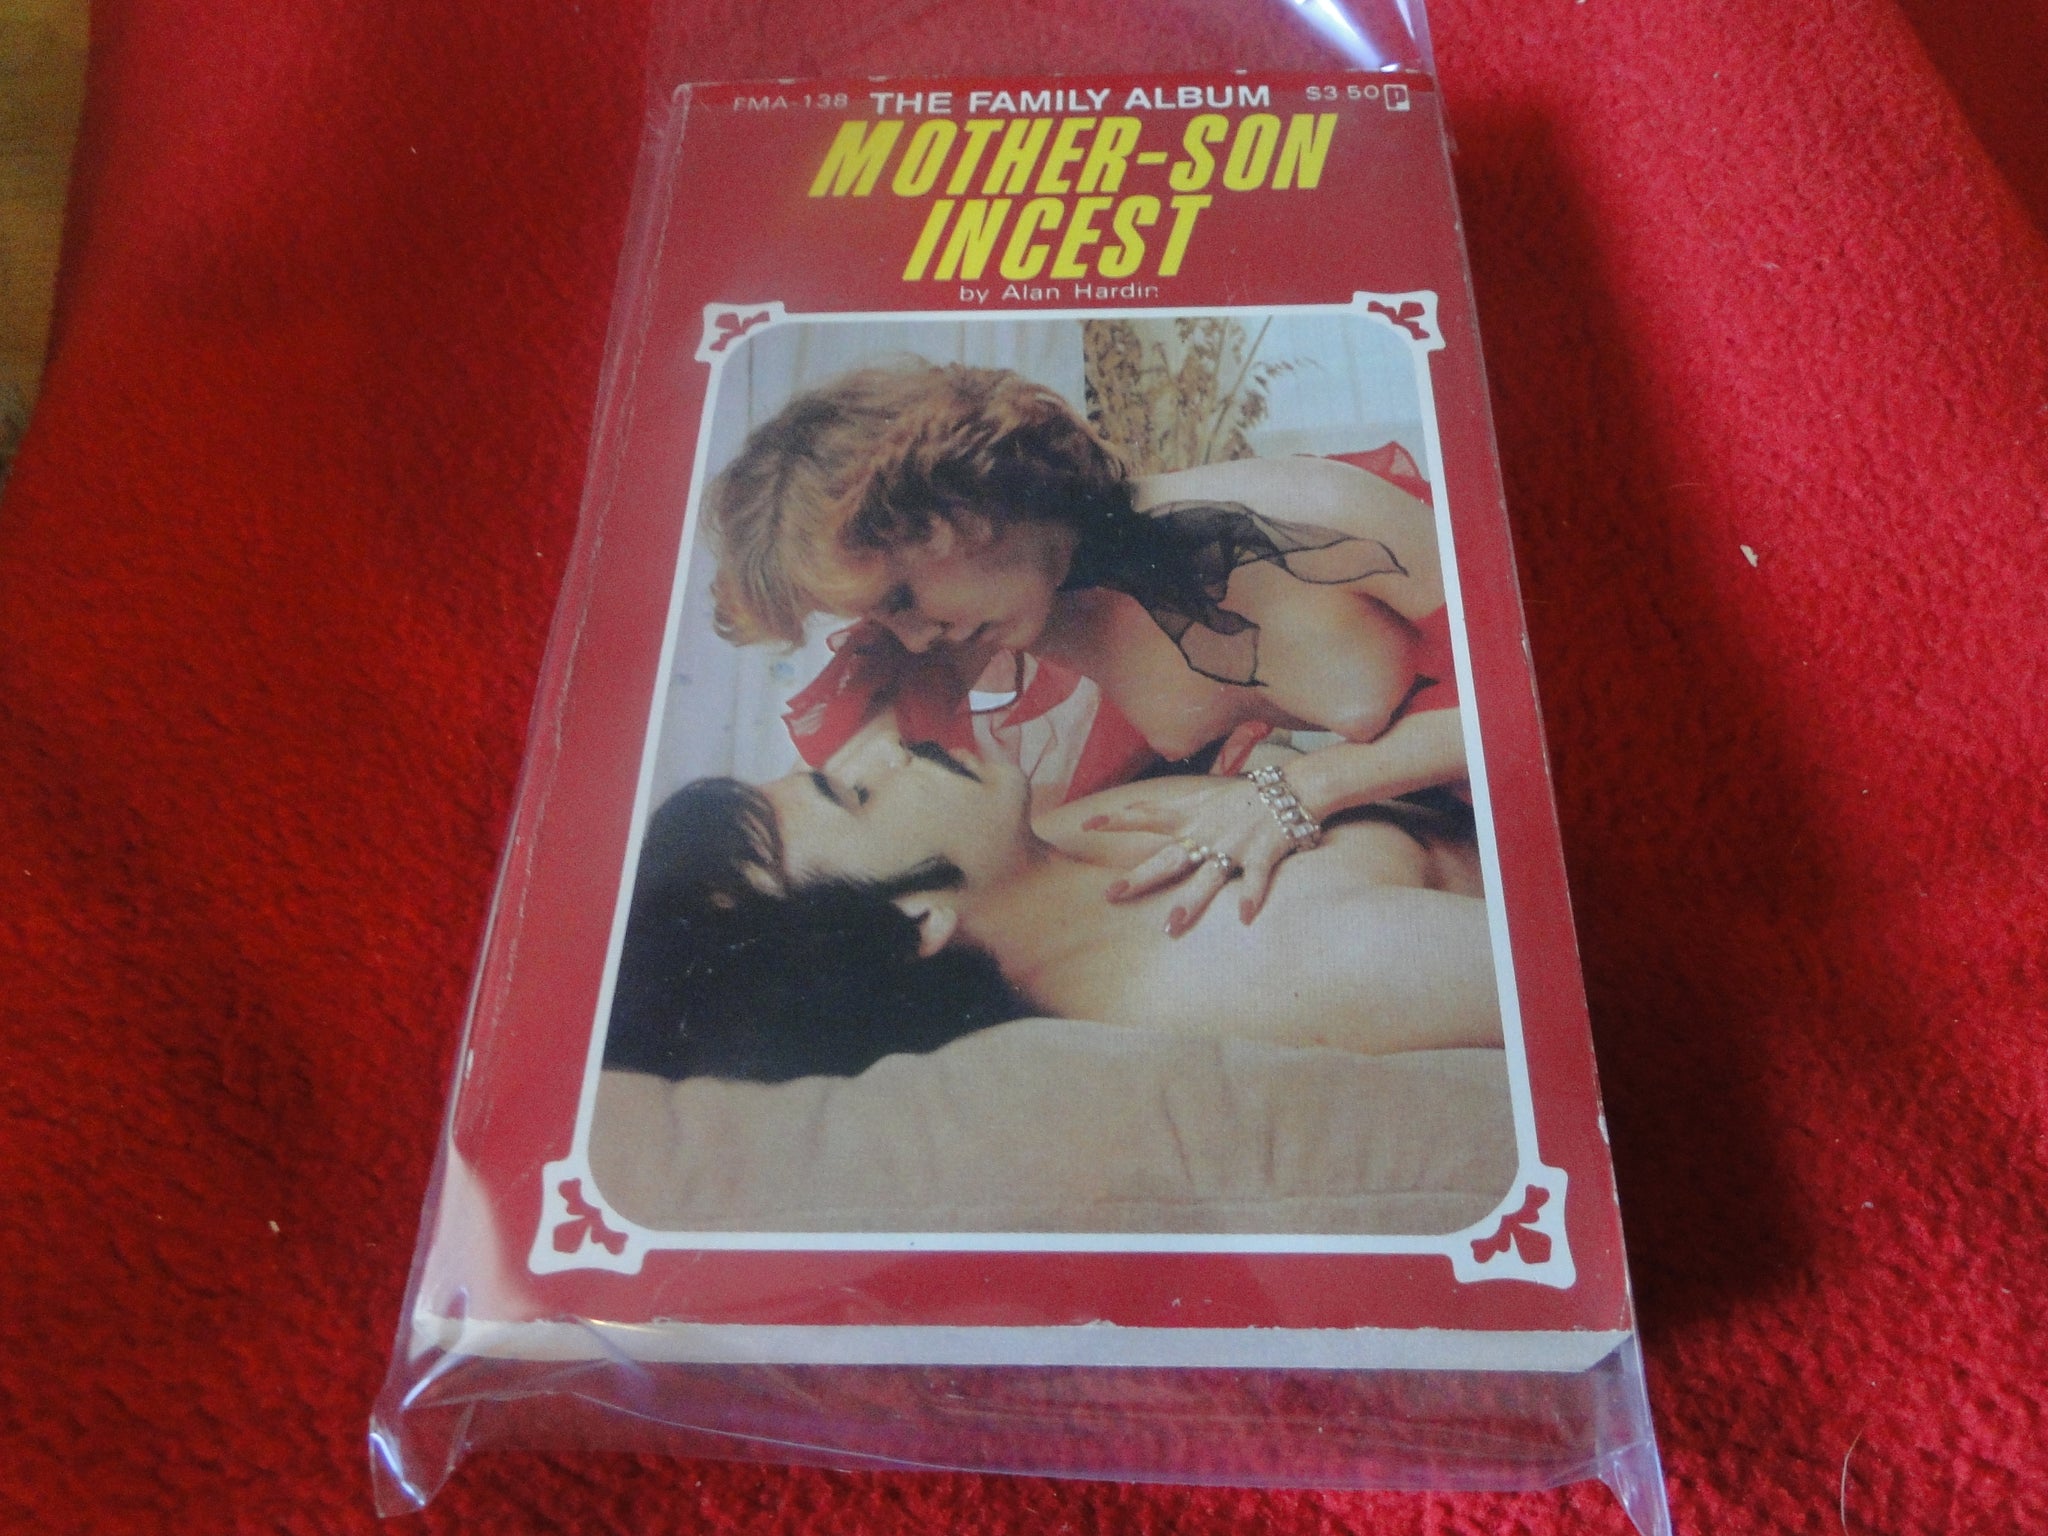 FMA-138 THE FAMILY ALBUM $3.50 P
MOTHER-SON
INCEST
by Alan Hardin